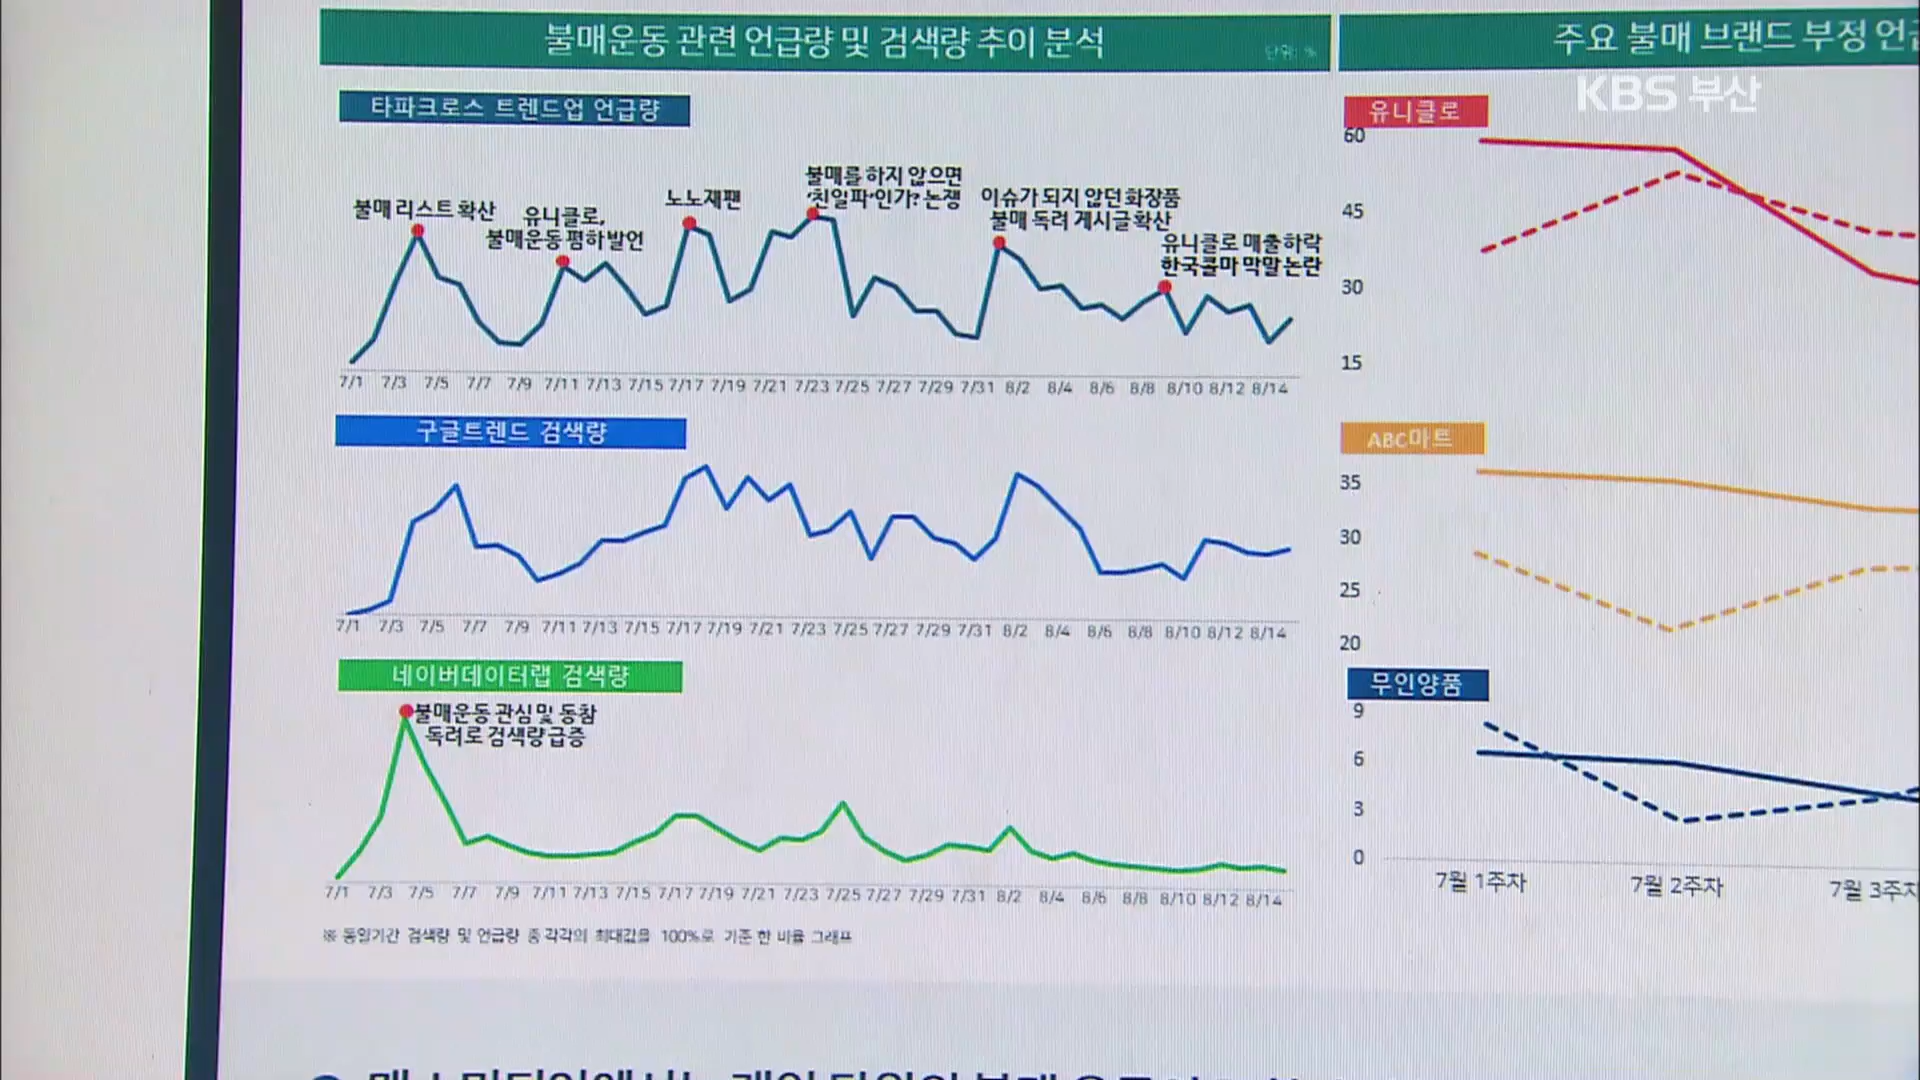 불매운동 관련 언급량 및 검색량 추이 분석
단위: %
타파크로스 트렌드업 언급량
불매 리스트 확산
유니클로,
불매운동 폄하 발언
노노재팬
불매를 하지 않으면
'친일파'인가? 논쟁
이슈가 되지 않던 화장품
불매 독려 게시글 확산
유니클로 매출 하락
한국콜마 막말 논란
7/1 7/3 7/5 7/7 7/9 7/11 7/13 7/15 7/17 7/19 7/21 7/23 7/25 7/27 7/29 7/31 8/2 8/4 8/6 8/8 8/10 8/12 8/14
구글트렌드 검색량
7/1 7/3 7/5 7/7 7/9 7/11 7/13 7/15 7/17 7/19 7/21 7/23 7/25 7/27 7/29 7/31 8/2 8/4 8/6 8/8 8/10 8/12 8/14
네이버데이터랩 검색량
불매운동 관심 및 동참
독려로 검색량 급증
7/1 7/3 7/5 7/7 7/9 7/11 7/13 7/15 7/17 7/19 7/21 7/23 7/25 7/27 7/29 7/31 8/2 8/4 8/6 8/8 8/10 8/12 8/14
※ 동일기간 검색량 및 언급량 중 각각의 최대값을 100%로 기준 한 비율 그래프
주요 불매 브랜드 부정 언급
KBS 부산
유니클로
60
45
30
15
ABC마트
35
30
25
20
무인양품
9
6
3
0
7월 1주차 7월 2주차 7월 3주차